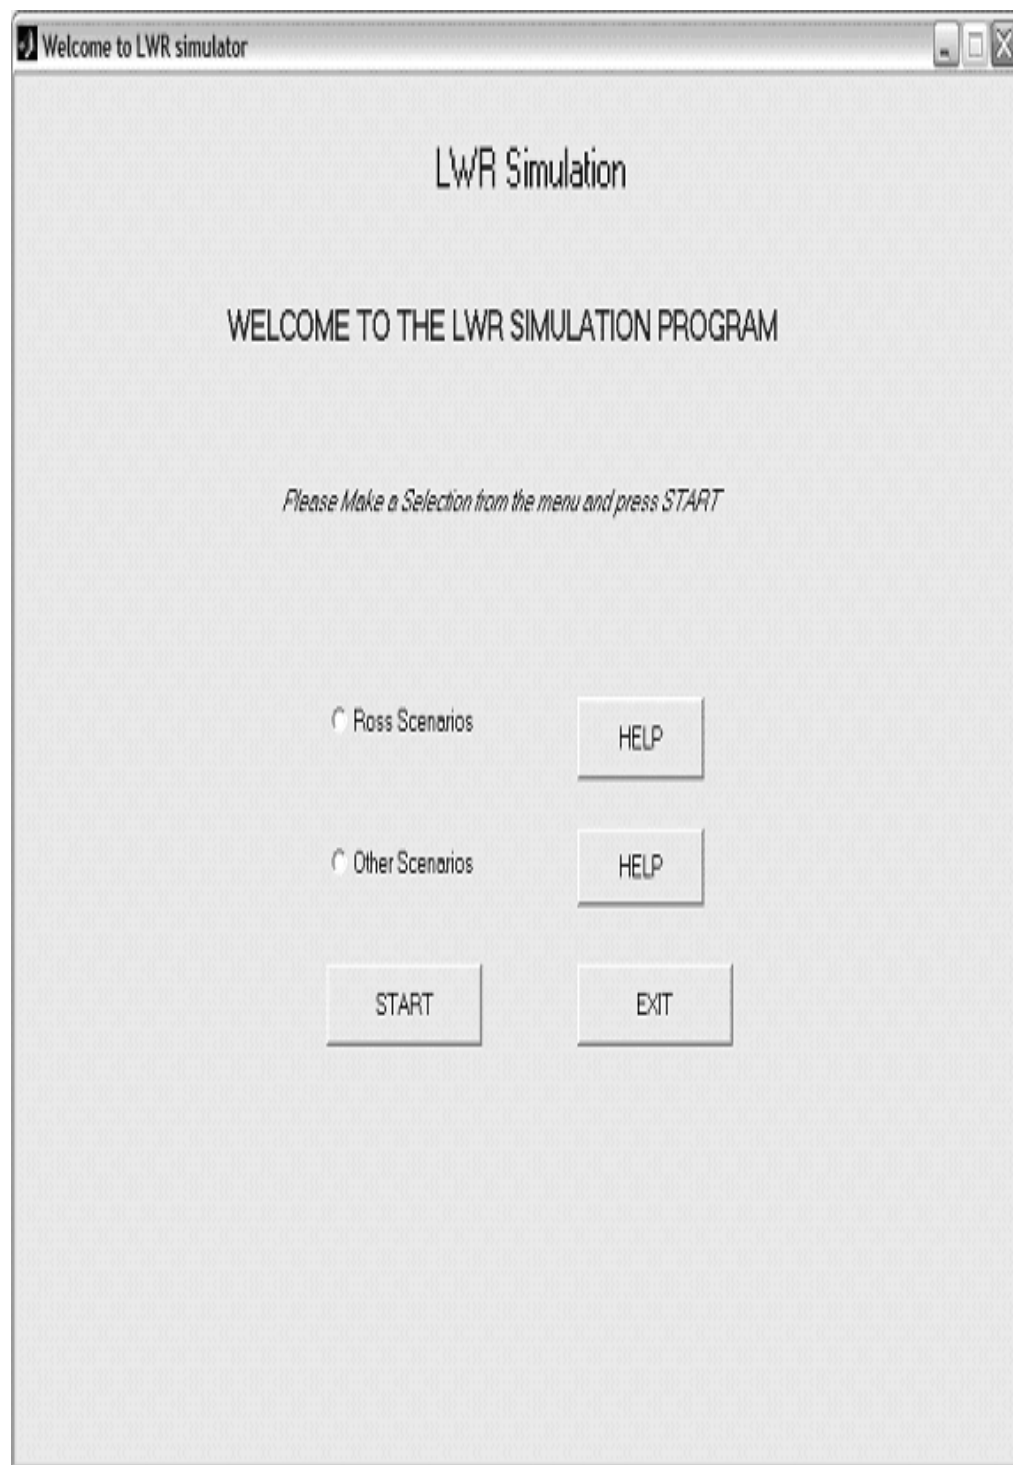 Welcome to LWR simulator
LWR Simulation
WELCOME TO THE LWR SIMULATION PROGRAM
Please Make a Selection from the menu and press START
Ross Scenarios
HELP
Other Scenarios
HELP
START
EXIT